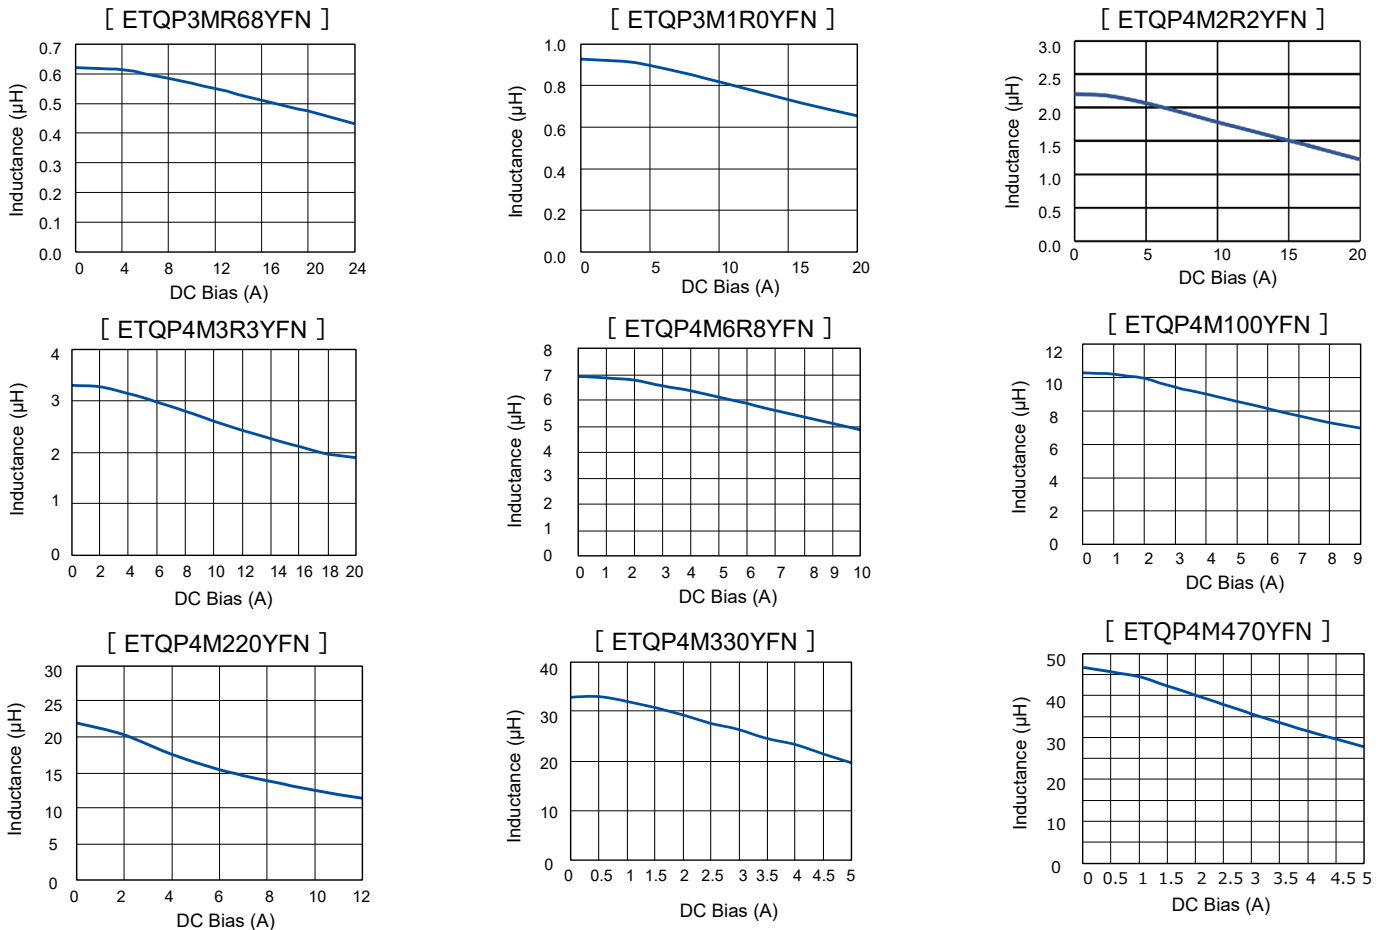 [ ETQP3MR68YFN ]
Inductance (µH)
0.7
0.6
0.5
0.4
0.3
0.2
0.1
0.0
0 4 8 12 16 20 24
DC Bias (A)
[ ETQP3M1R0YFN ]
Inductance (µH)
1.0
0.8
0.6
0.4
0.2
0.0
0 5 10 15 20
DC Bias (A)
[ ETQP4M2R2YFN ]
Inductance (µH)
3.0
2.5
2.0
1.5
1.0
0.5
0.0
0 5 10 15 20
DC Bias (A)
[ ETQP4M3R3YFN ]
Inductance (µH)
4
3
2
1
0
0 2 4 6 8 10 12 14 16 18 20
DC Bias (A)
[ ETQP4M6R8YFN ]
Inductance (µH)
8
7
6
5
4
3
2
1
0
0 1 2 3 4 5 6 7 8 9 10
DC Bias (A)
[ ETQP4M100YFN ]
Inductance (µH)
12
10
8
6
4
2
0
0 1 2 3 4 5 6 7 8 9
DC Bias (A)
[ ETQP4M220YFN ]
Inductance (µH)
30
25
20
15
10
5
0
0 2 4 6 8 10 12
DC Bias (A)
[ ETQP4M330YFN ]
Inductance (µH)
40
30
20
10
0
0 0.5 1 1.5 2 2.5 3 3.5 4 4.5 5
DC Bias (A)
[ ETQP4M470YFN ]
Inductance (µH)
50
40
30
20
10
0
0 0.5 1 1.5 2 2.5 3 3.5 4 4.5 5
DC Bias (A)